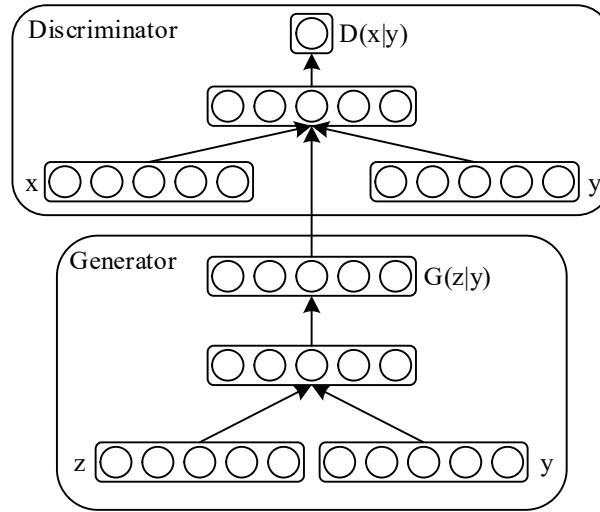 Discriminator
D(x|y)
x
y
Generator
G(z|y)
z
y